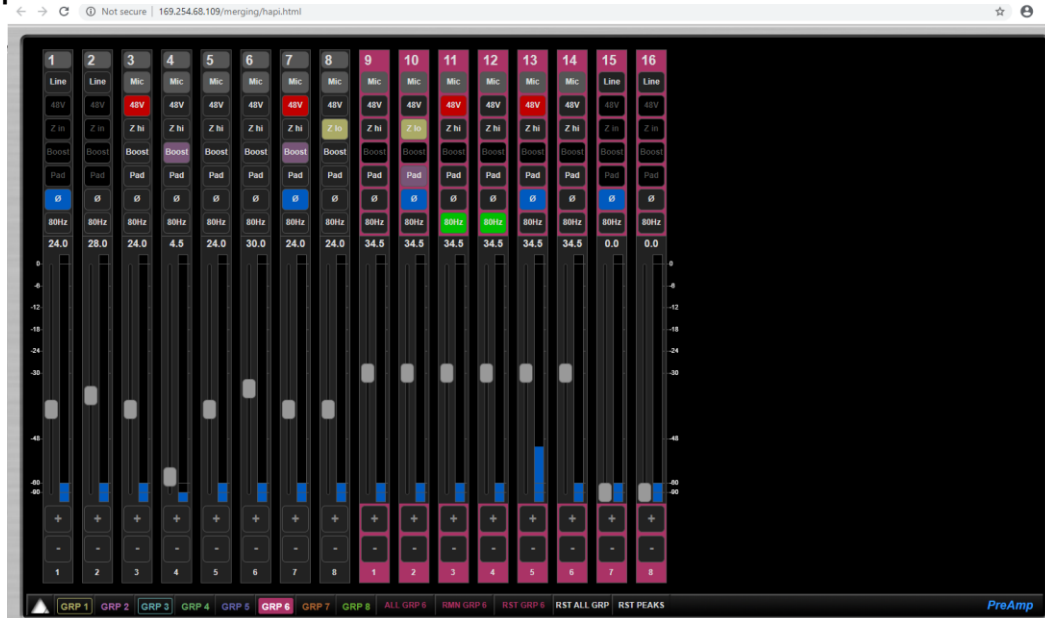 Not secure | 169.254.68.109/merging/hapi.html
1 2 3 4 5 6 7 8 9 10 11 12 13 14 15 16
Line Line Mic Mic Mic Mic Mic Mic Mic Mic Mic Mic Mic Mic Line Line
48V 48V 48V 48V 48V 48V 48V 48V 48V 48V 48V 48V 48V 48V 48V 48V
Z in Z in Z hi Z hi Z hi Z hi Z hi Z lo Z hi Z lo Z hi Z hi Z hi Z hi Z in Z in
Boost Boost Boost Boost Boost Boost Boost Boost Boost Boost Boost Boost Boost Boost Boost Boost
Pad Pad Pad Pad Pad Pad Pad Pad Pad Pad Pad Pad Pad Pad Pad Pad
Ø Ø Ø Ø Ø Ø Ø Ø Ø Ø Ø Ø Ø Ø Ø Ø
80Hz 80Hz 80Hz 80Hz 80Hz 80Hz 80Hz 80Hz 80Hz 80Hz 80Hz 80Hz 80Hz 80Hz 80Hz 80Hz
24.0 28.0 24.0 4.5 24.0 30.0 24.0 24.0 34.5 34.5 34.5 34.5 34.5 34.5 0.0 0.0
0 0
-6 -6
-12 -12
-18 -18
-24 -24
-30 -30
-48 -48
-60 -60
-90 -90
+ + + + + + + + + + + + + + + +
- - - - - - - - - - - - - - - -
1 2 3 4 5 6 7 8 1 2 3 4 5 6 7 8
GRP 1 GRP 2 GRP 3 GRP 4 GRP 5 GRP 6 GRP 7 GRP 8 ALL GRP 6 RMN GRP 6 RST GRP 6 RST ALL GRP RST PEAKS PreAmp